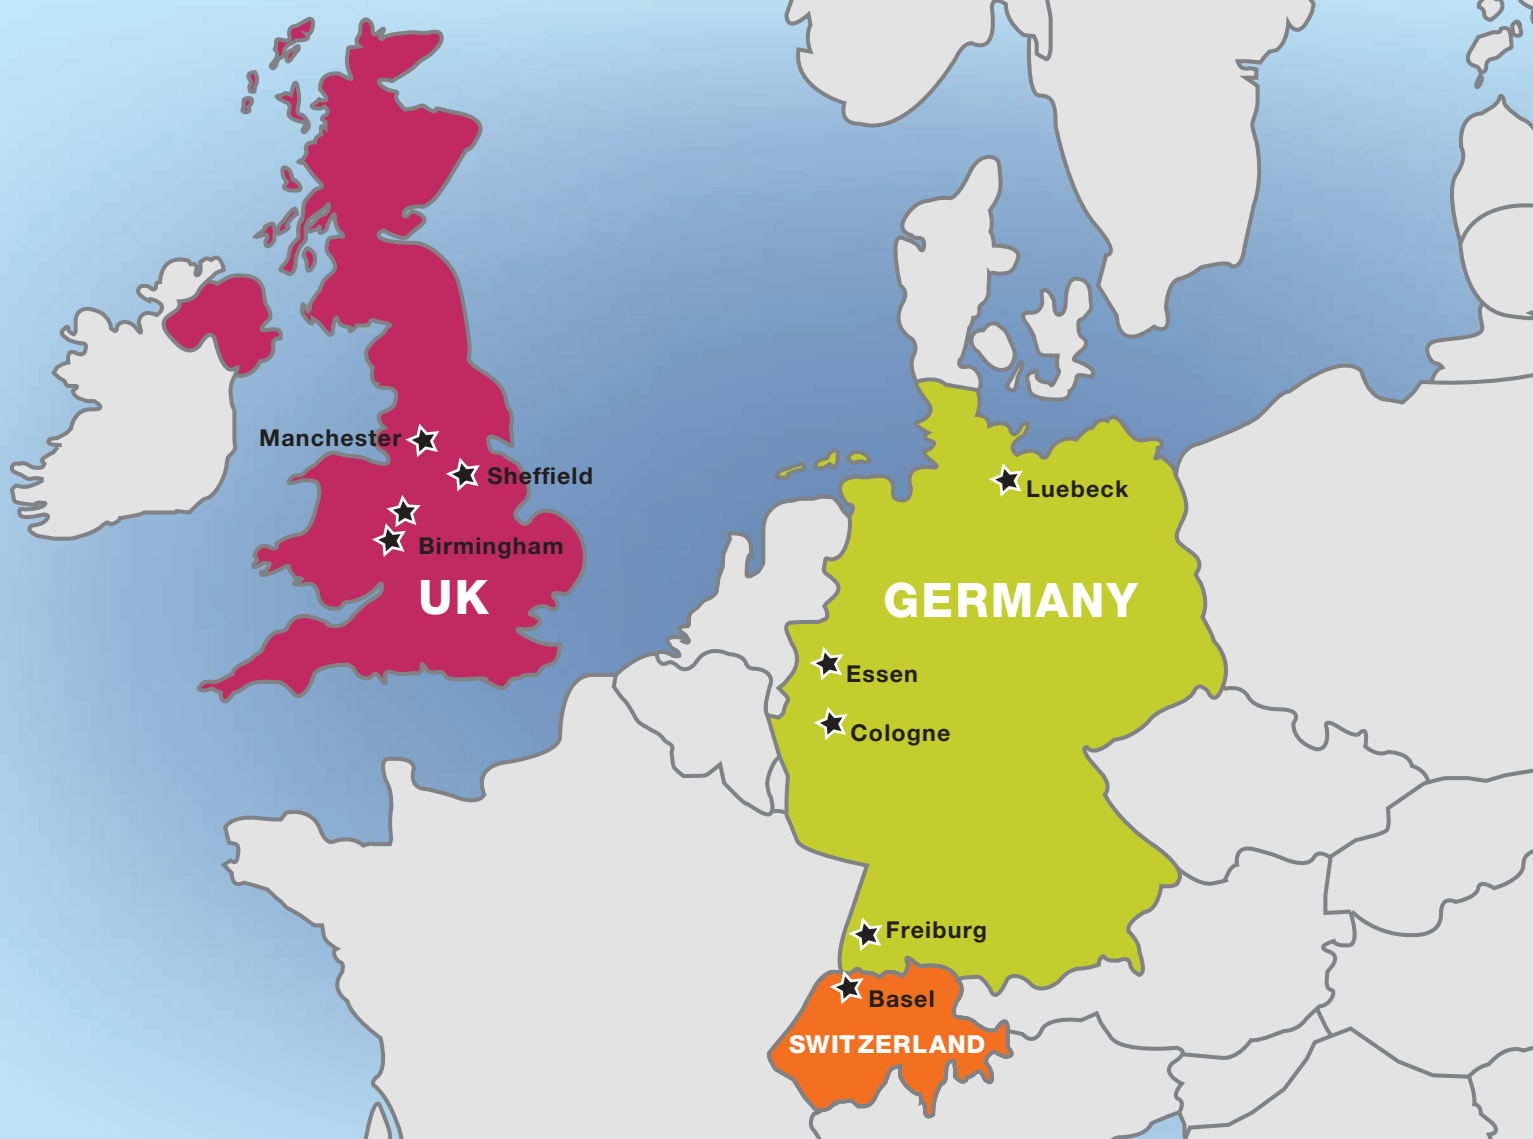 Manchester
Sheffield
Birmingham
UK
Luebeck
GERMANY
Essen
Cologne
Freiburg
Basel
SWITZERLAND